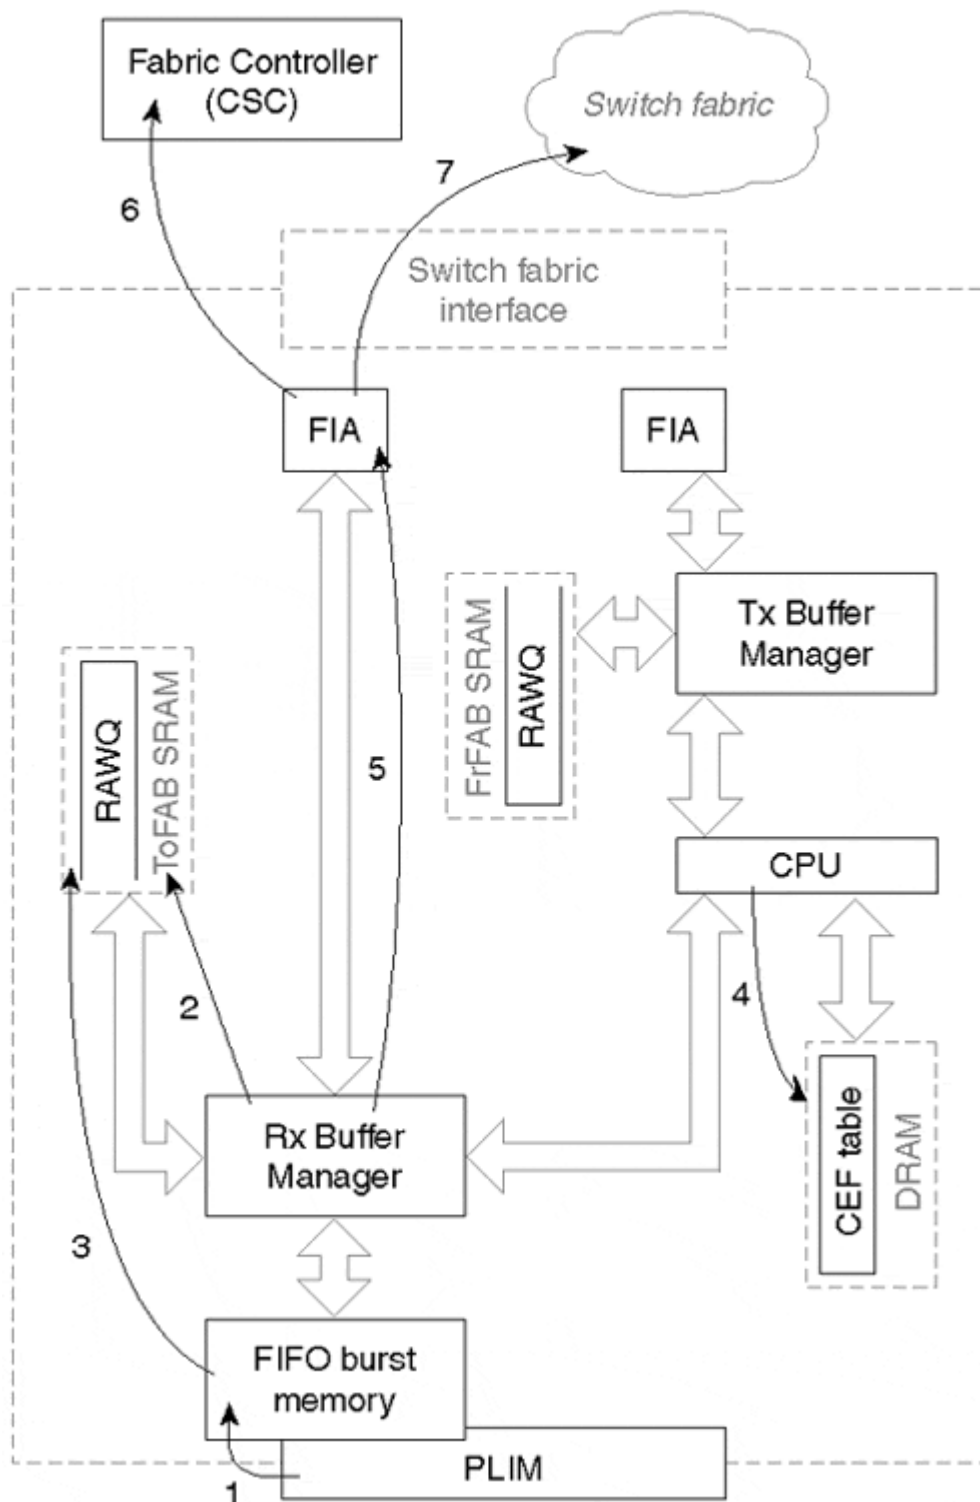 Fabric Controller
(CSC)
Switch fabric
7
6
Switch fabric
interface
FIA
FIA
Tx Buffer
Manager
FrFAB SRAM
RAWQ
RAWQ
ToFAB SRAM
5
CPU
2
4
CEF table
DRAM
Rx Buffer
Manager
3
FIFO burst
memory
PLIM
1